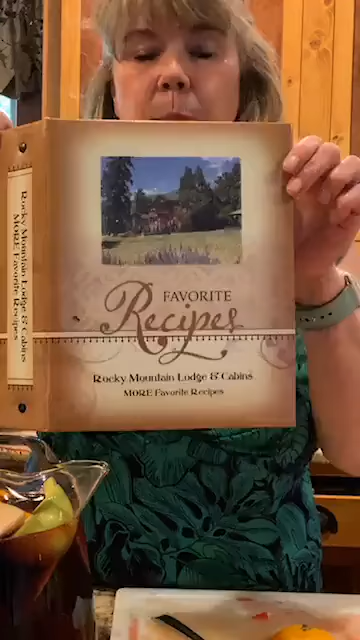 Rocky Mountain Lodge & Cabins
MORE Favorite Recipes
FAVORITE
Recipes
Rocky Mountain Lodge & Cabins
MORE Favorite Recipes